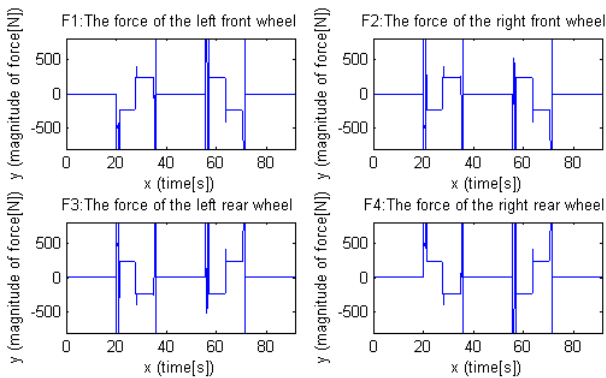 F1:The force of the left front wheel
y (magnitude of force[N])
500
0
-500
0 20 40 60 80
x (time[s])
F2:The force of the right front wheel
y (magnitude of force[N])
500
0
-500
0 20 40 60 80
x (time[s])
F3:The force of the left rear wheel
y (magnitude of force[N])
500
0
-500
0 20 40 60 80
x (time[s])
F4:The force of the right rear wheel
y (magnitude of force[N])
500
0
-500
0 20 40 60 80
x (time[s])